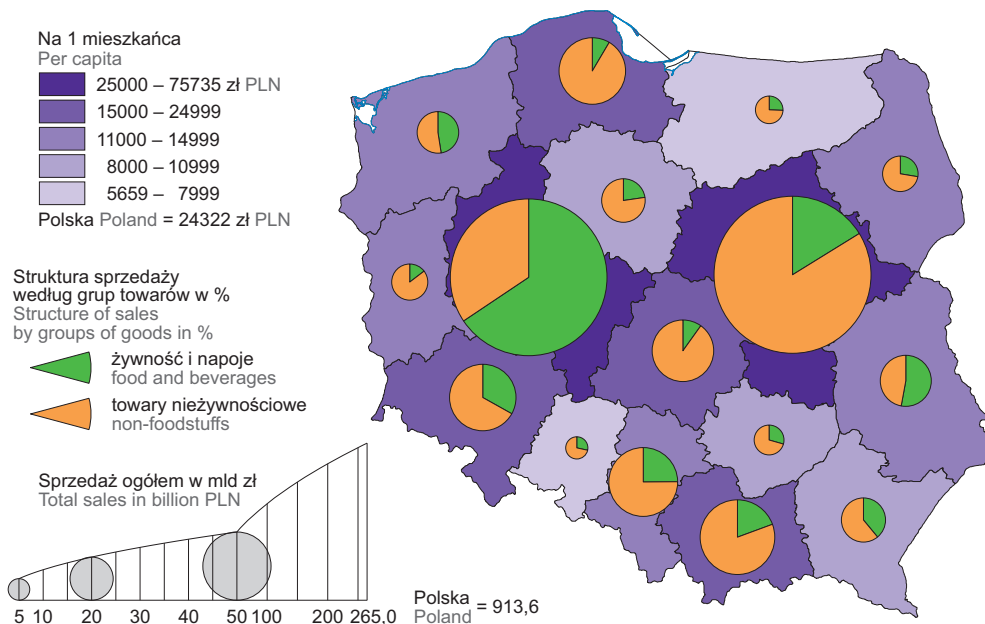 Na 1 mieszkańca
Per capita
25000 – 75735 zł PLN
15000 – 24999
11000 – 14999
8000 – 10999
5659 – 7999
Polska Poland = 24322 zł PLN
Struktura sprzedaży
według grup towarów w %
Structure of sales
by groups of goods in %
żywność i napoje
food and beverages
towary nieżywnościowe
non-foodstuffs
Sprzedaż ogółem w mld zł
Total sales in billion PLN
5 10 20 30 40 50 100 200 265,0
Polska
Poland = 913,6